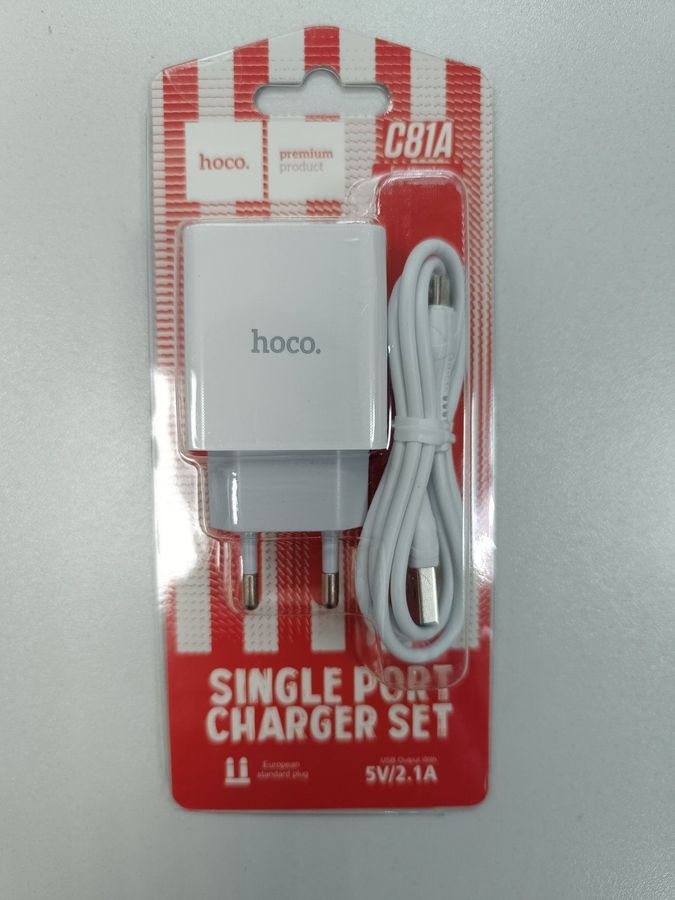 C81A
hoco.
premium
product
hoco.
SINGLE PORT
CHARGER SET
European
standard plug
USB Output With
5V/2.1A